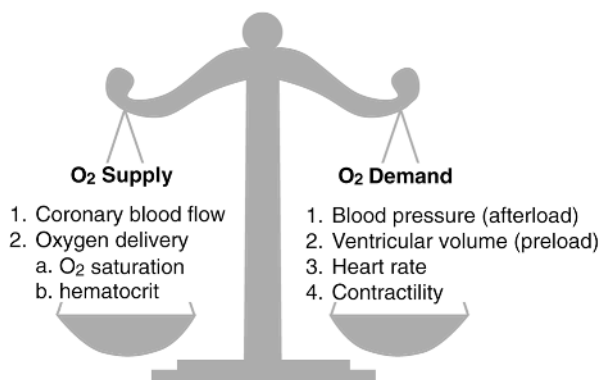 O2 Supply
1. Coronary blood flow
2. Oxygen delivery
a. O2 saturation
b. hematocrit
O2 Demand
1. Blood pressure (afterload)
2. Ventricular volume (preload)
3. Heart rate
4. Contractility